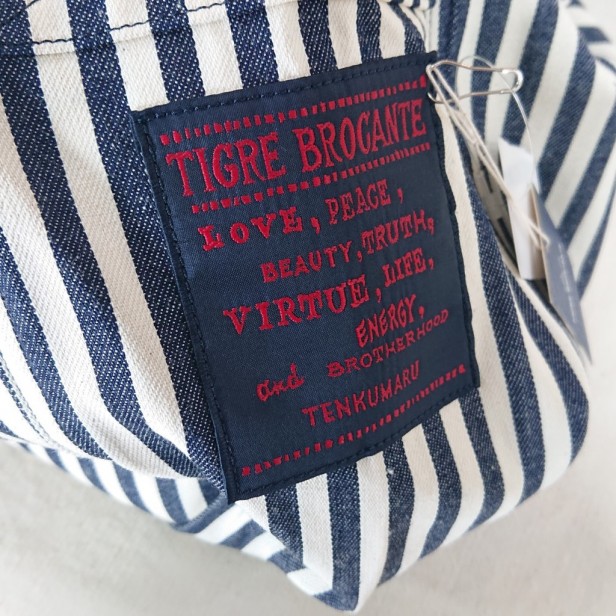 TIGRE BROCANTE
LOVE, PEACE,
BEAUTY, TRUTH,
VIRTUE, LIFE,
ENERGY,
and BROTHERHOOD
TENKUMARU